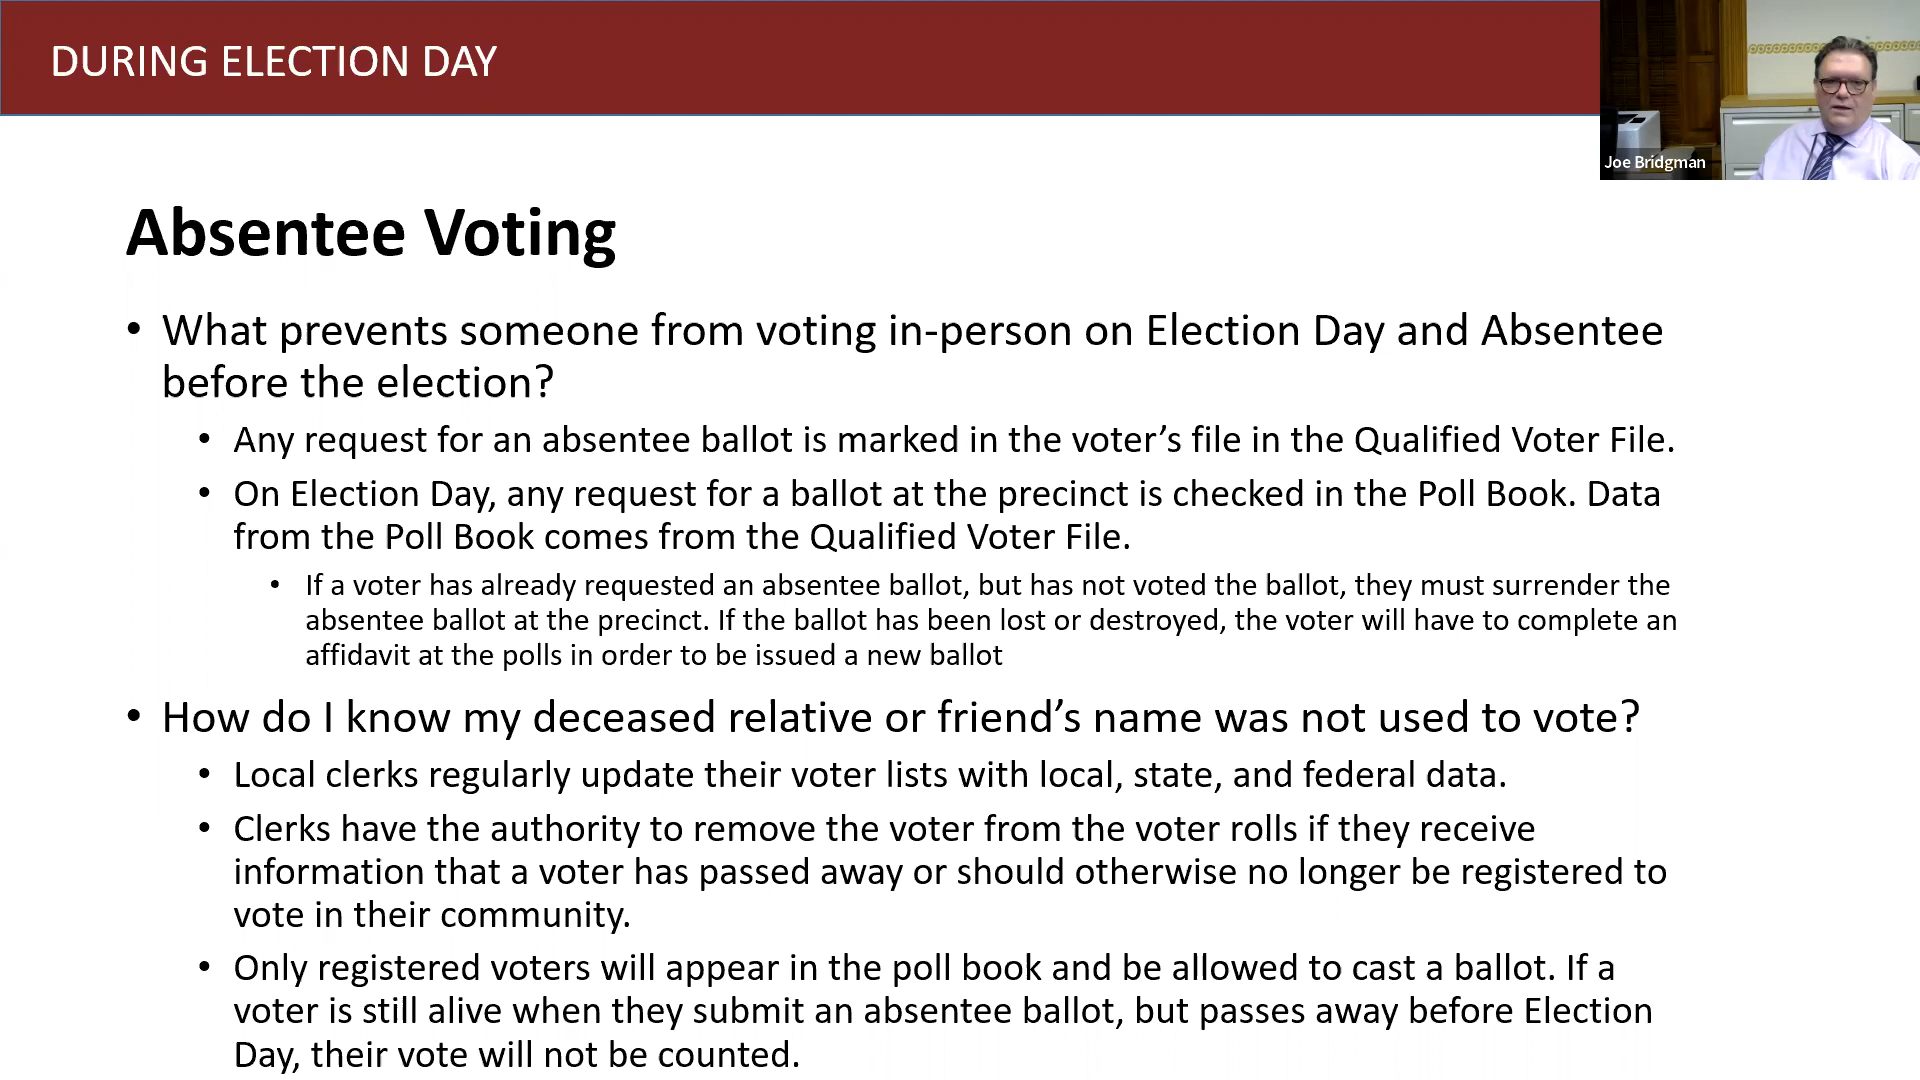 DURING ELECTION DAY
Joe Bridgman
Absentee Voting
• What prevents someone from voting in-person on Election Day and Absentee
before the election?
• Any request for an absentee ballot is marked in the voter’s file in the Qualified Voter File.
• On Election Day, any request for a ballot at the precinct is checked in the Poll Book. Data
from the Poll Book comes from the Qualified Voter File.
• If a voter has already requested an absentee ballot, but has not voted the ballot, they must surrender the
absentee ballot at the precinct. If the ballot has been lost or destroyed, the voter will have to complete an
affidavit at the polls in order to be issued a new ballot
• How do I know my deceased relative or friend’s name was not used to vote?
• Local clerks regularly update their voter lists with local, state, and federal data.
• Clerks have the authority to remove the voter from the voter rolls if they receive
information that a voter has passed away or should otherwise no longer be registered to
vote in their community.
• Only registered voters will appear in the poll book and be allowed to cast a ballot. If a
voter is still alive when they submit an absentee ballot, but passes away before Election
Day, their vote will not be counted.